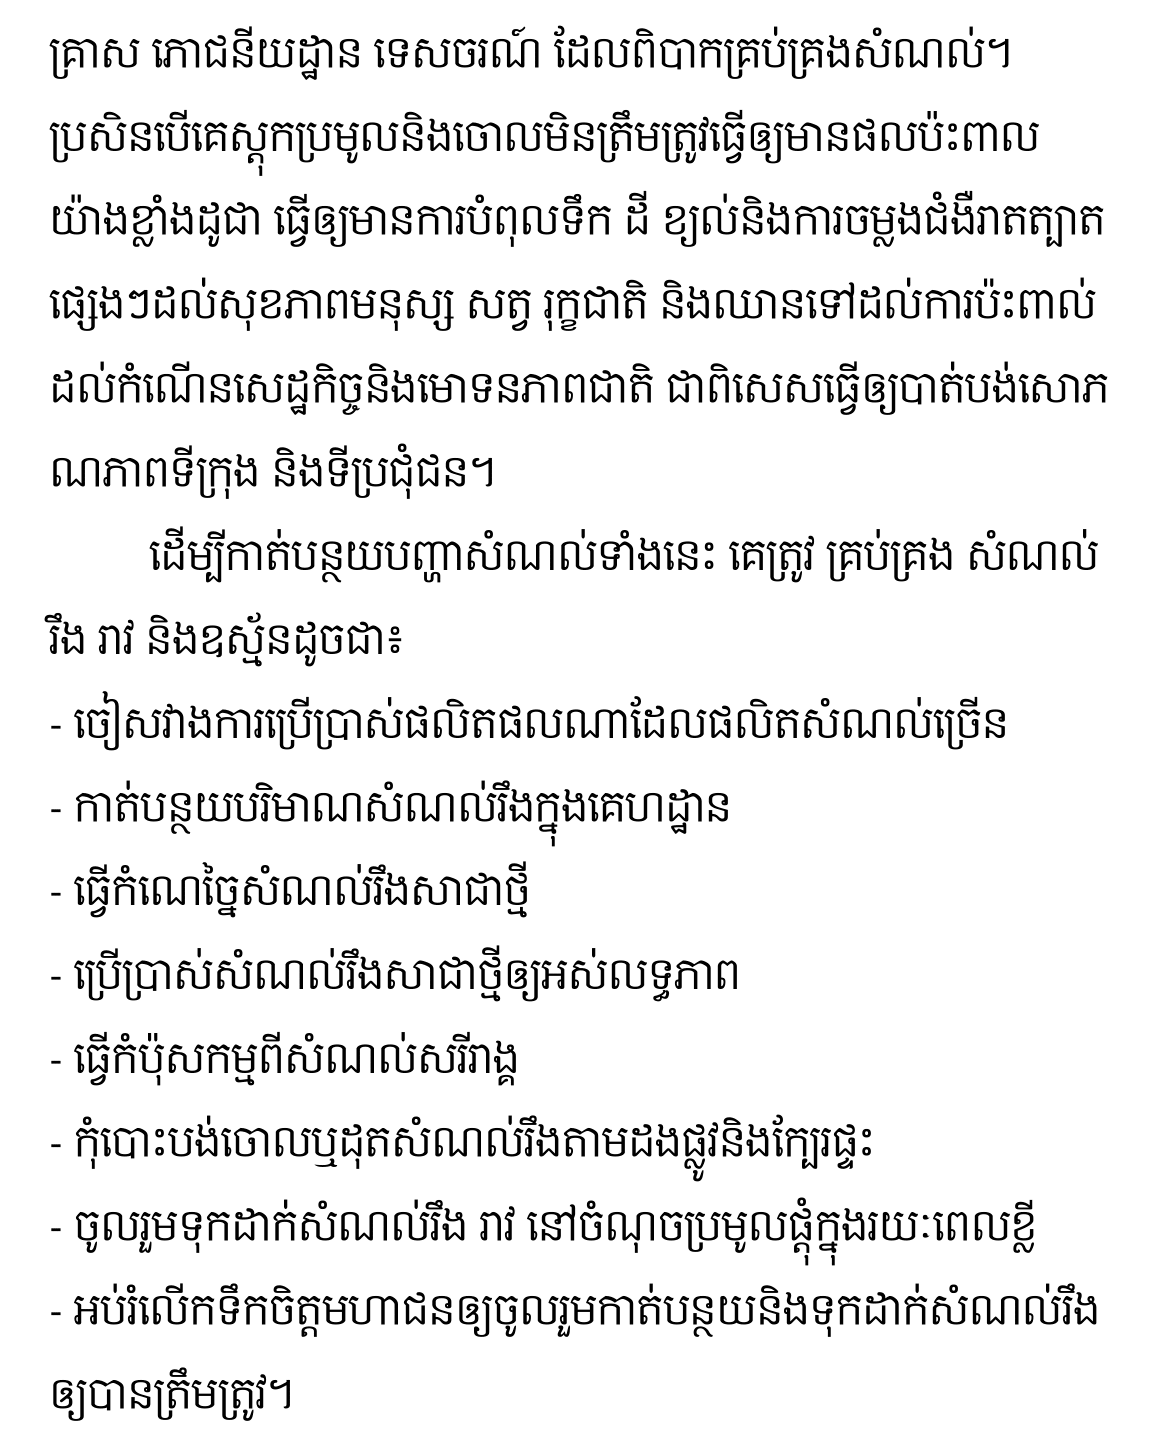 គ្រាស ភោជនីយដ្ឋាន ទេសចរណ៍ ដែលពិបាកគ្រប់គ្រងសំណល់។
ប្រសិនបើគេស្តុកប្រមូលនិងចោលមិនត្រឹមត្រូវធ្វើឲ្យមានផលប៉ះពាល
យ៉ាងខ្លាំងដូជា ធ្វើឲ្យមានការបំពុលទឹក ដី ខ្យល់និងការចម្លងជំងឺរាតត្បាត
ផ្សេងៗដល់សុខភាពមនុស្ស សត្វ រុក្ខជាតិ និងឈានទៅដល់ការប៉ះពាល់
ដល់កំណើនសេដ្ឋកិច្ចនិងមោទនភាពជាតិ ជាពិសេសធ្វើឲ្យបាត់បង់សោភ
ណភាពទីក្រុង និងទីប្រជុំជន។
ដើម្បីកាត់បន្ថយបញ្ហាសំណល់ទាំងនេះ គេត្រូវ គ្រប់គ្រង សំណល់
រឹង រាវ និងឧស្ម័នដូចជា៖
- ចៀសវាងការប្រើប្រាស់ផលិតផលណាដែលផលិតសំណល់ច្រើន
- កាត់បន្ថយបរិមាណសំណល់រឹងក្នុងគេហដ្ឋាន
- ធ្វើកំណេច្នៃសំណល់រឹងសាជាថ្មី
- ប្រើប្រាស់សំណល់រឹងសាជាថ្មីឲ្យអស់លទ្ធភាព
- ធ្វើកំប៉ុសកម្មពីសំណល់សរីរាង្គ
- កុំបោះបង់ចោលឬដុតសំណល់រឹងតាមដងផ្លូវនិងក្បែរផ្ទះ
- ចូលរួមទុកដាក់សំណល់រឹង រាវ នៅចំណុចប្រមូលផ្តុំក្នុងរយៈពេលខ្លី
- អប់រំលើកទឹកចិត្តមហាជនឲ្យចូលរួមកាត់បន្ថយនិងទុកដាក់សំណល់រឹង
ឲ្យបានត្រឹមត្រូវ។